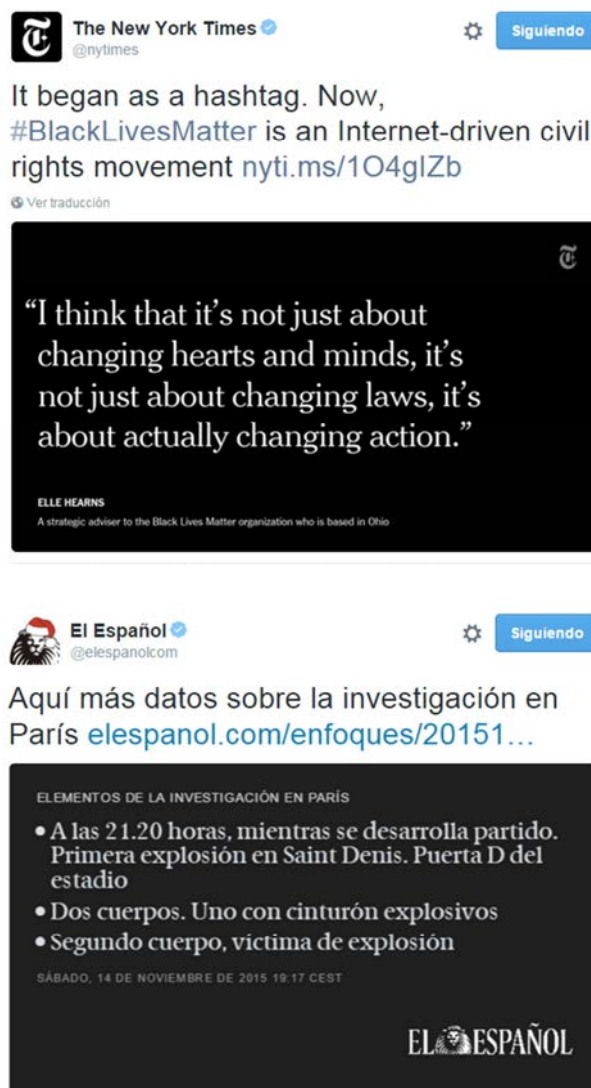 The New York Times
@nytimes
Siguiendo
It began as a hashtag. Now,
#BlackLivesMatter is an Internet-driven civil
rights movement nyti.ms/1O4gIZb
Ver traducción
“I think that it’s not just about
changing hearts and minds, it’s
not just about changing laws, it’s
about actually changing action.”
ELLE HEARNS
A strategic adviser to the Black Lives Matter organization who is based in Ohio
El Español
@elespanolcom
Siguiendo
Aquí más datos sobre la investigación en
París elespanol.com/enfoques/20151…
ELEMENTOS DE LA INVESTIGACIÓN EN PARÍS
• A las 21.20 horas, mientras se desarrolla partido.
Primera explosión en Saint Denis. Puerta D del
estadio
• Dos cuerpos. Uno con cinturón explosivos
• Segundo cuerpo, víctima de explosión
SÁBADO, 14 DE NOVIEMBRE DE 2015 19:17 CEST
EL ESPAÑOL